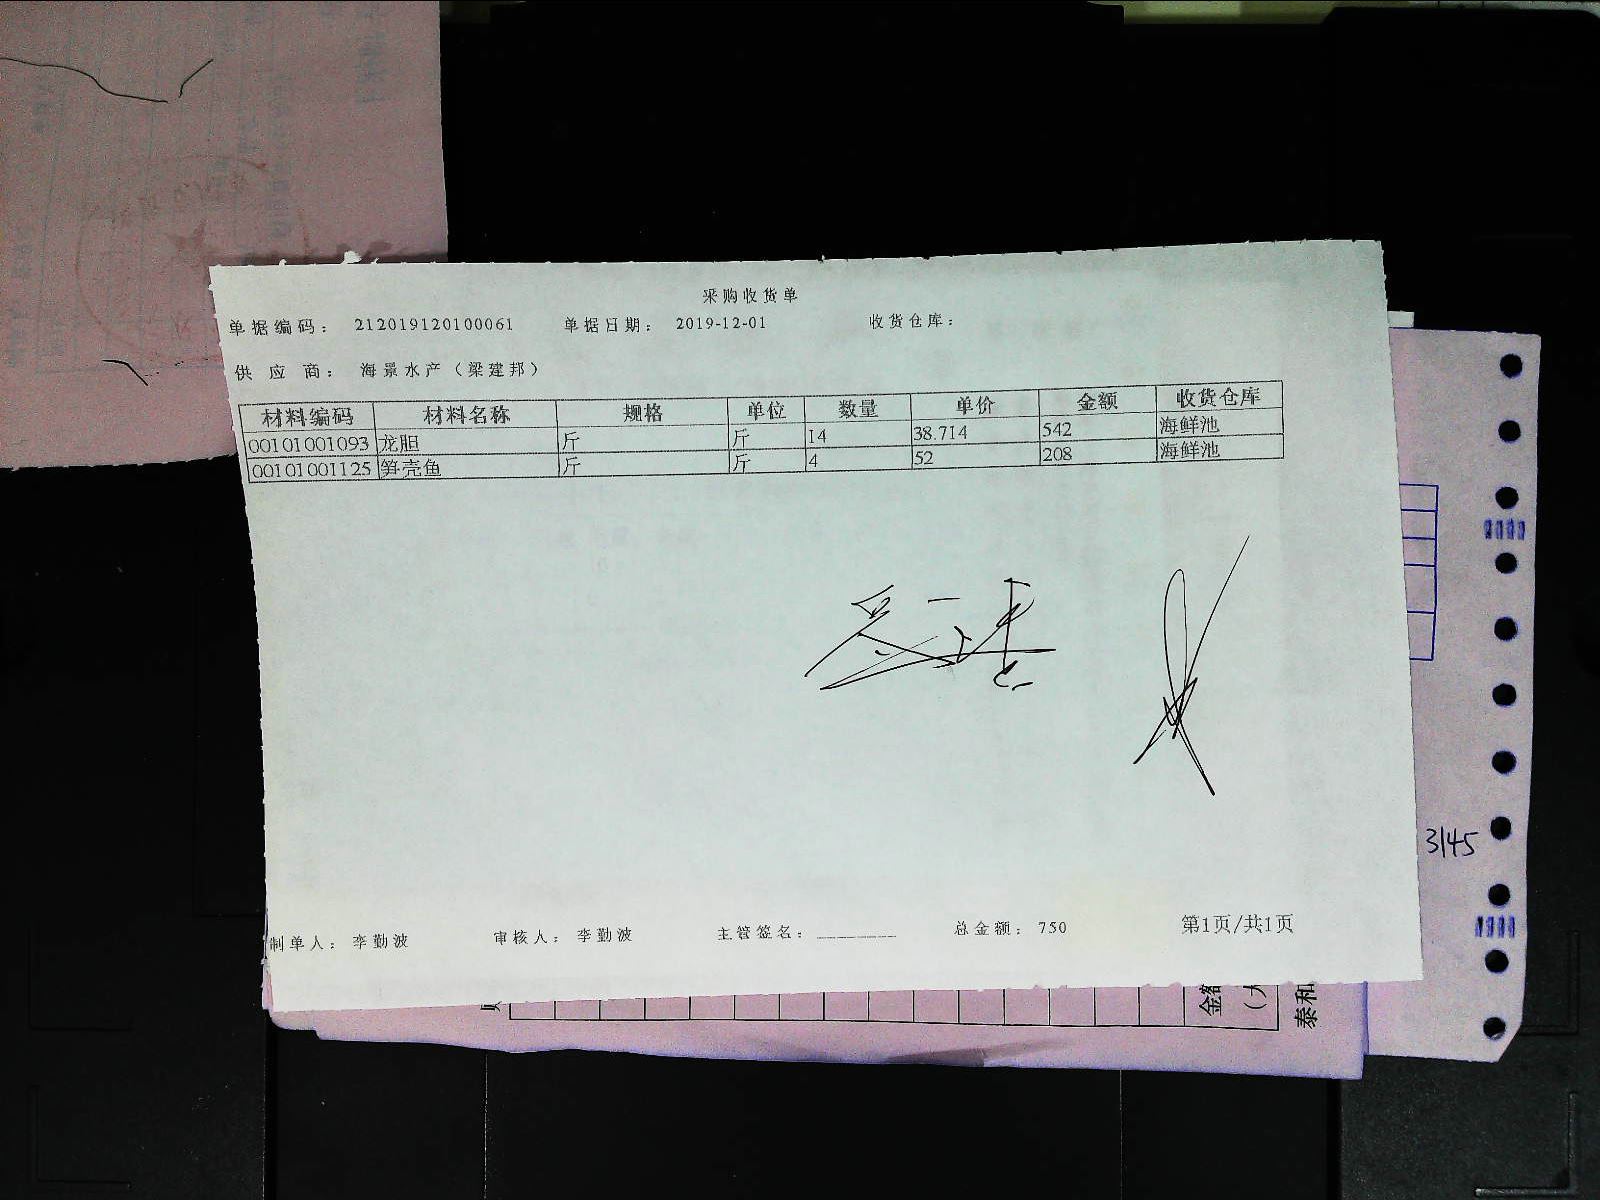 采购收货单
单据编码： 212019120100061 单据日期： 2019-12-01 收货仓库：
供应商： 海景水产（梁建邦）
材料编码 材料名称 规格 单位 数量 单价 金额 收货仓库
00101001093 龙胆 斤 斤 14 38.714 542 海鲜池
00101001125 笋壳鱼 斤 斤 4 52 208 海鲜池
3145
制单人： 李勤波 审核人： 李勤波 主管签名： 总金额： 750 第1页/共1页
泰和